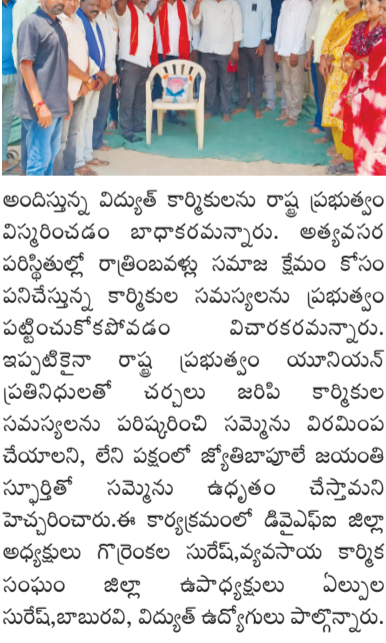 అందిస్తున్న విద్యుత్ కార్మికులను రాష్ట్ర ప్రభుత్వం
విస్మరించడం బాధాకరమన్నారు. అత్యవసర
పరిస్థితుల్లో రాత్రింబవళ్లు సమాజ క్షేమం కోసం
పనిచేస్తున్న కార్మికుల సమస్యలను ప్రభుత్వం
పట్టించుకోకపోవడం విచారకరమన్నారు.
ఇప్పటికైనా రాష్ట్ర ప్రభుత్వం యూనియన్
ప్రతినిధులతో చర్చలు జరిపి కార్మికుల
సమస్యలను పరిష్కరించి సమ్మెను విరమింప
చేయాలని, లేని పక్షంలో జ్యోతిబాపూలే జయంతి
స్ఫూర్తితో సమ్మెను ఉధృతం చేస్తామని
హెచ్చరించారు.ఈ కార్యక్రమంలో డివైఎఫ్ఐ జిల్లా
అధ్యక్షులు గొర్రెంకల సురేష్,వ్యవసాయ కార్మిక
సంఘం జిల్లా ఉపాధ్యక్షులు ఏల్పుల
సురేష్,బాబురవి, విద్యుత్ ఉద్యోగులు పాల్గొన్నారు.